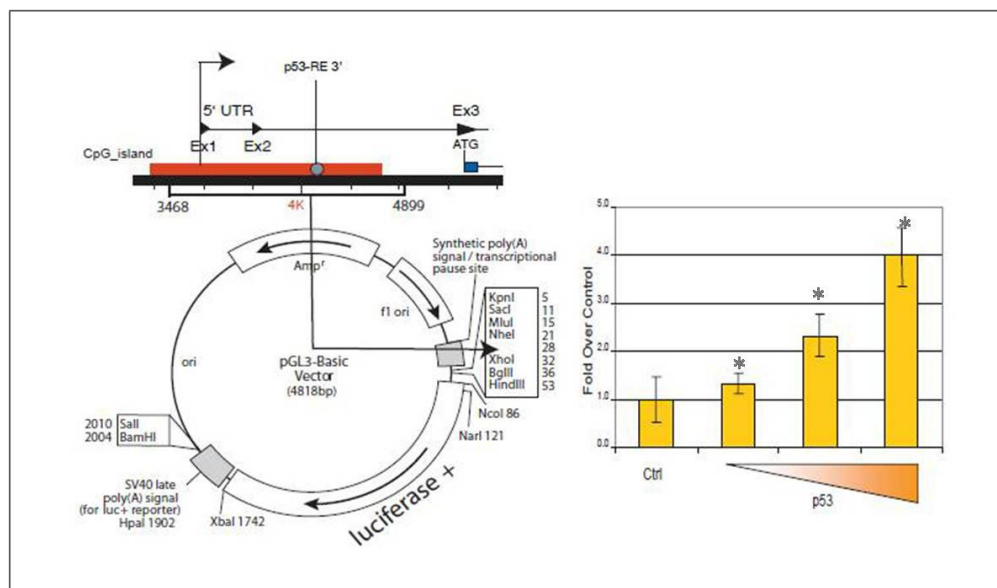 p53-RE 3'
5' UTR
Ex3
Ex1
Ex2
ATG
CpG_island
3468
4K
4899
Synthetic poly(A)
signal / transcriptional
pause site
Amp r
f1 ori
KpnI 5
SacI 11
MluI 15
NheI 21
28
XhoI 32
BglII 36
HindIII 53
ori
pGL3-Basic
Vector
(4818bp)
NcoI 86
NarI 121
2010 SalI
2004 BamHI
SV40 late
poly(A) signal
(for luc+ reporter)
HpaI 1902
XbaI 1742
luciferase +
Fold Over Control
5.0
4.0
3.0
2.0
1.0
0.0
*
*
*
Ctrl
p53